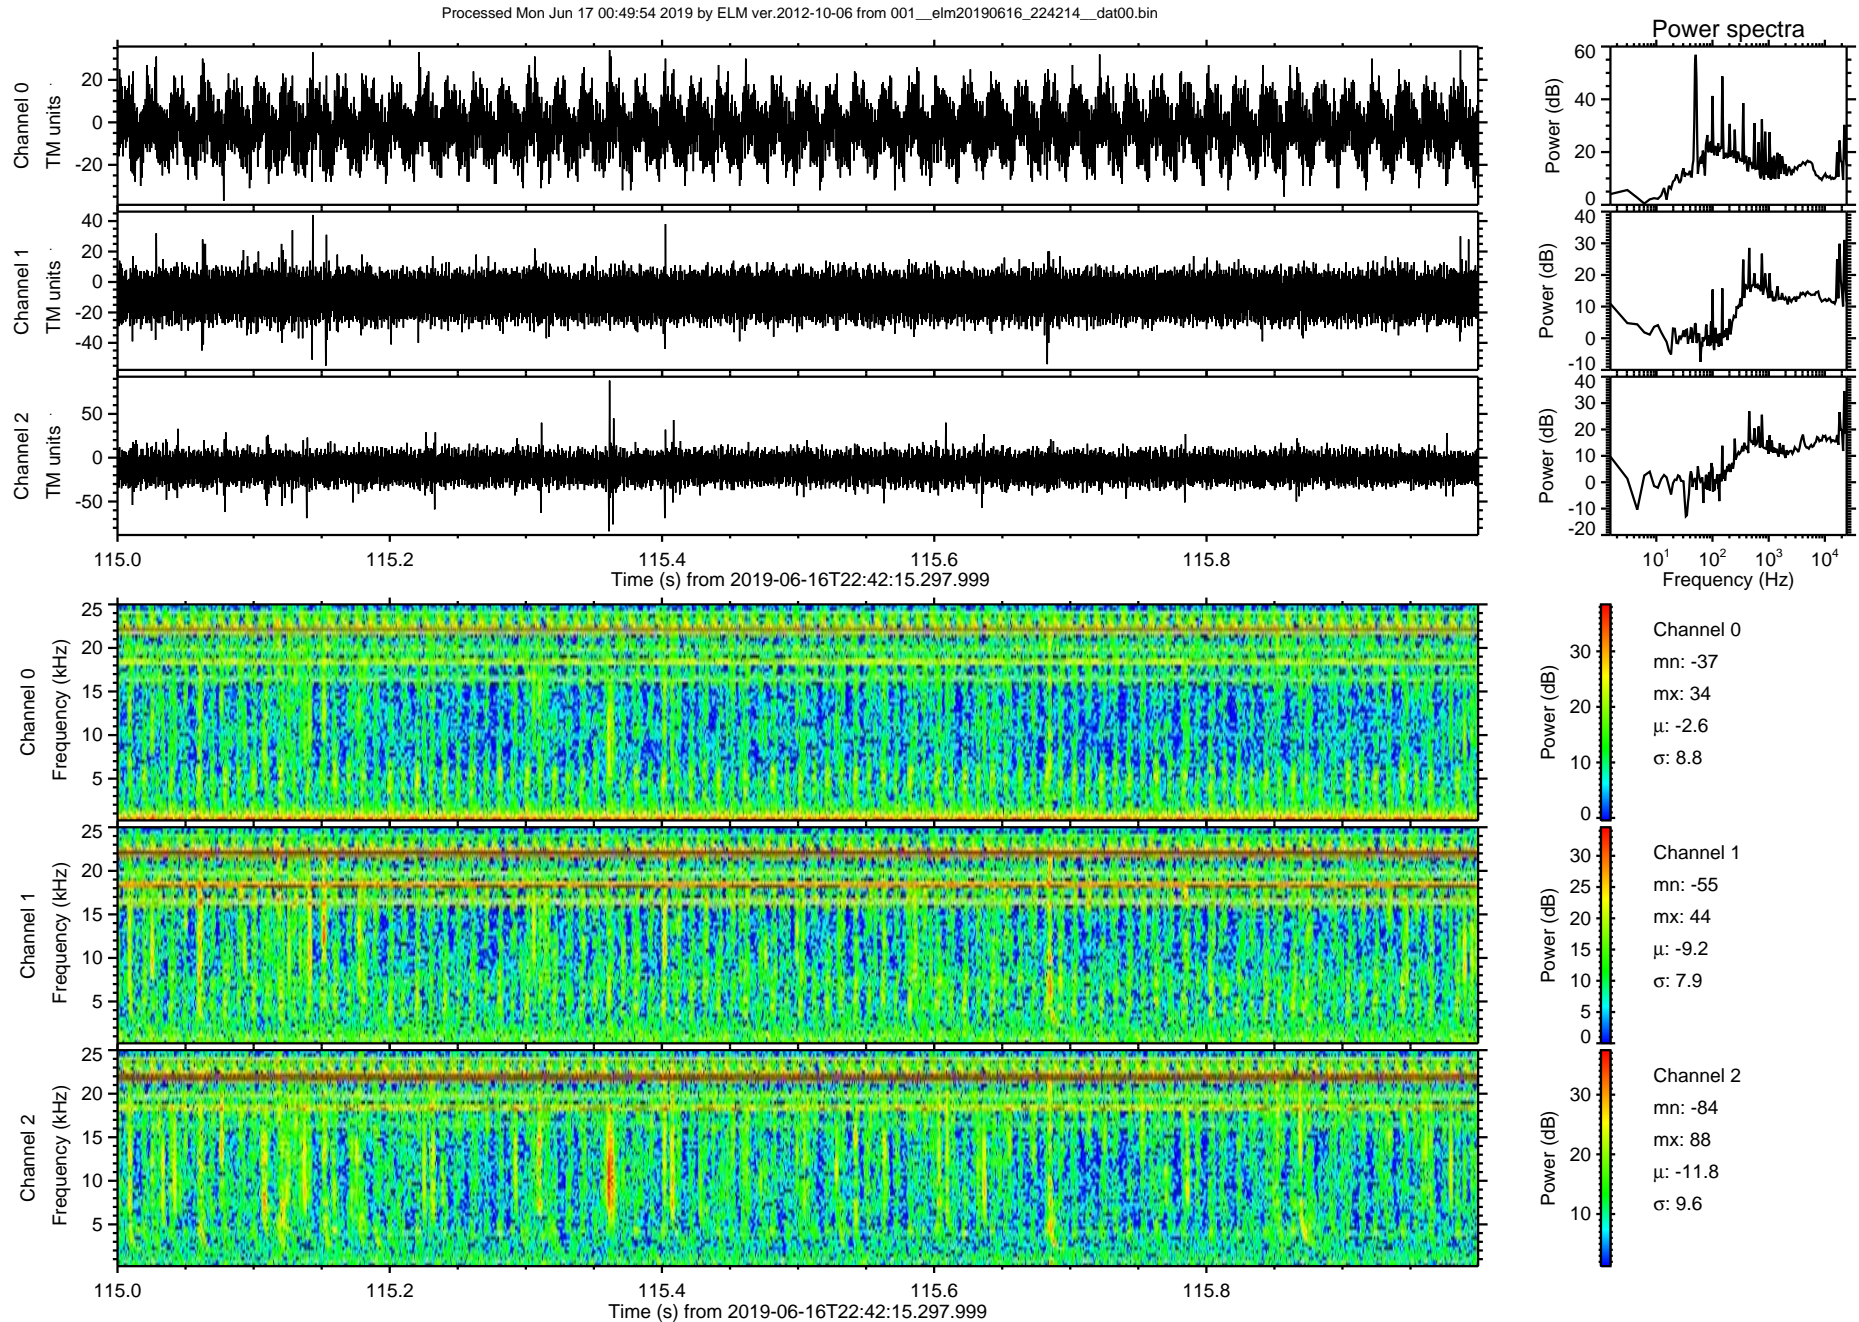 Processed Mon Jun 17 00:49:54 2019 by ELM ver.2012-10-06 from 001__elm20190616_224214__dat00.bin
Power spectra
Channel 0
TM units
20
0
-20
Power (dB)
60
40
20
0
Channel 1
TM units
40
20
0
-20
-40
Power (dB)
40
30
20
10
0
-10
Channel 2
TM units
50
0
-50
Power (dB)
40
30
20
10
0
-10
-20
115.0 115.2 115.4 115.6 115.8
Time (s) from 2019-06-16T22:42:15.297.999
10^1 10^2 10^3 10^4
Frequency (Hz)
Channel 0
Frequency (kHz)
25
20
15
10
5
Power (dB)
30
20
10
0
Channel 0
mn: -37
mx: 34
μ: -2.6
σ: 8.8
Channel 1
Frequency (kHz)
25
20
15
10
5
Power (dB)
30
25
20
15
10
5
0
Channel 1
mn: -55
mx: 44
μ: -9.2
σ: 7.9
Channel 2
Frequency (kHz)
25
20
15
10
5
Power (dB)
30
20
10
Channel 2
mn: -84
mx: 88
μ: -11.8
σ: 9.6
115.0 115.2 115.4 115.6 115.8
Time (s) from 2019-06-16T22:42:15.297.999